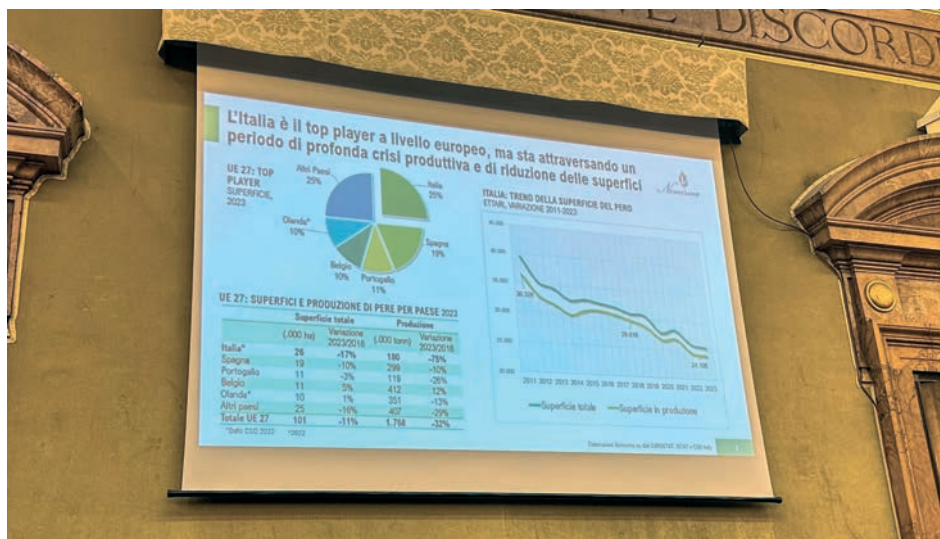 DISCORD
L'Italia è il top player a livello europeo, ma sta attraversando un
periodo di profonda crisi produttiva e di riduzione delle superfici
Nomisma
UE 27: TOP
PLAYER
SUPERFICIE,
2023
Altri Paesi
25%
Italia
25%
Olanda*
10%
Spagna
19%
Belgio
10%
Portogallo
11%
ITALIA: TREND DELLA SUPERFICIE DEL PERO
ETTARI, VARIAZIONE 2011-2023
2011 2012 2013 2014 2015 2016 2017 2018 2019 2020 2021 2022 2023
Superficie totale Superficie in produzione
UE 27: SUPERFICI E PRODUZIONE DI PERE PER PAESE 2023
Superficie totale Produzione
(.000 ha) Variazione 2023/2018 (.000 tonn) Variazione 2023/2018
Italia* 26 -17% 180 -75%
Spagna 19 -10% 299 -10%
Portogallo 11 -3% 119 -26%
Belgio 11 5% 412 12%
Olanda* 10 1% 351 -13%
Altri paesi 25 -16% 407 -29%
Totale UE 27 101 -11% 1.768 -32%
*Dato CSO 2022 *2022